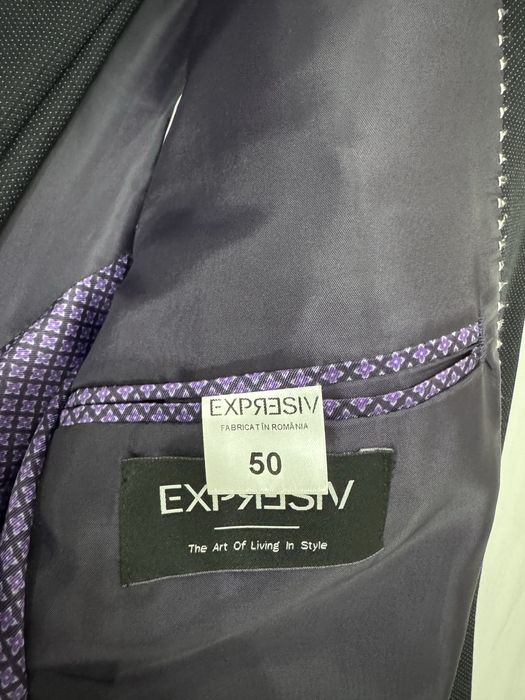 EXPRESIV
FABRICAT ÎN ROMÂNIA
50
EXPRESIV
The Art Of Living In Style